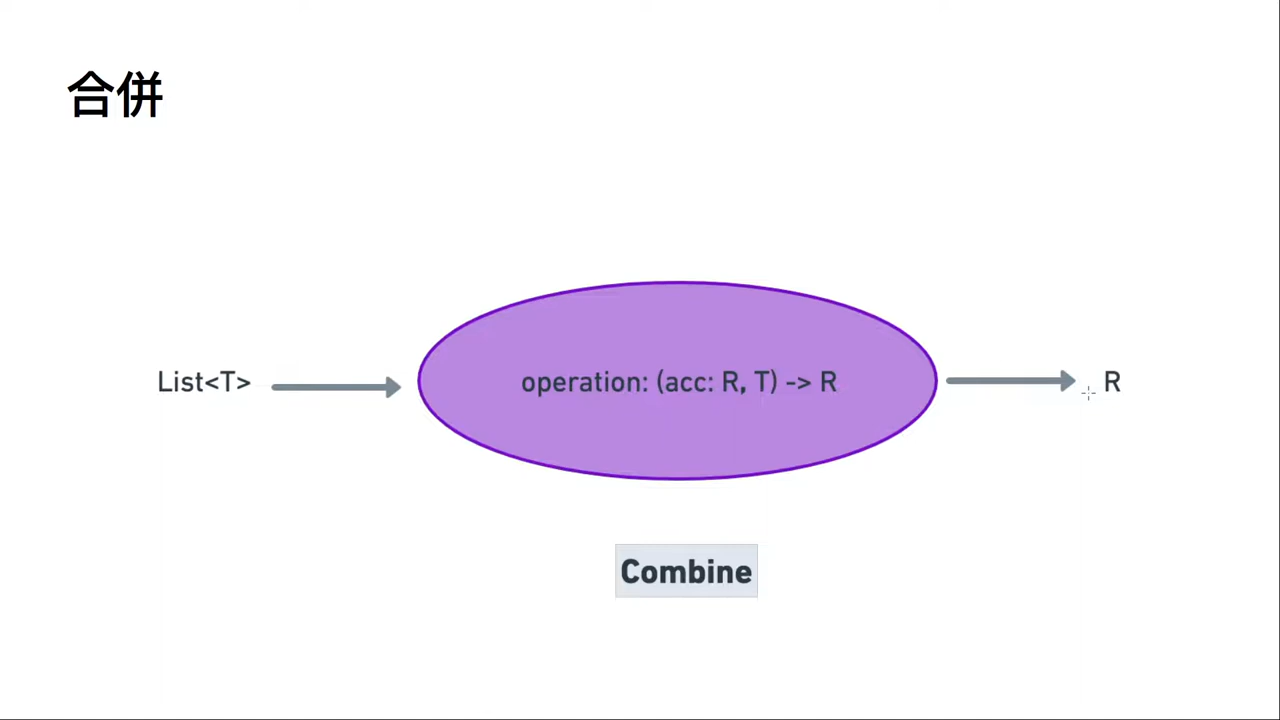 合併
List<T>
operation: (acc: R, T) -> R
R
Combine